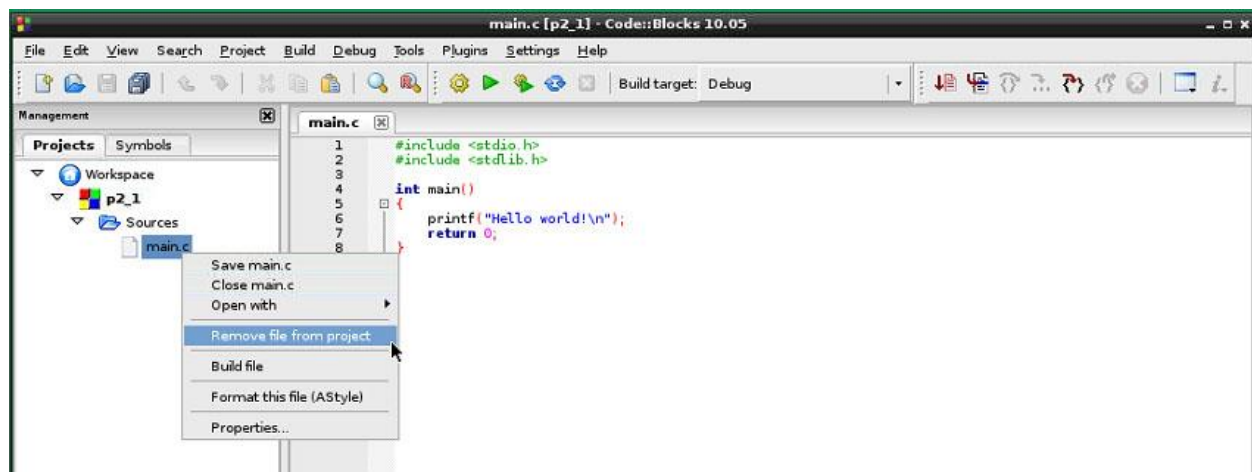 main.c [p2_1] - Code::Blocks 10.05
File Edit View Search Project Build Debug Tools Plugins Settings Help
Build target: Debug
Management
Projects Symbols
Workspace
p2_1
Sources
main.c
Save main.c
Close main.c
Open with
Remove file from project
Build file
Format this file (AStyle)
Properties...
main.c
1 #include <stdio.h>
2 #include <stdlib.h>
3
4 int main()
5 {
6 printf("Hello world!\n");
7 return 0;
8 }